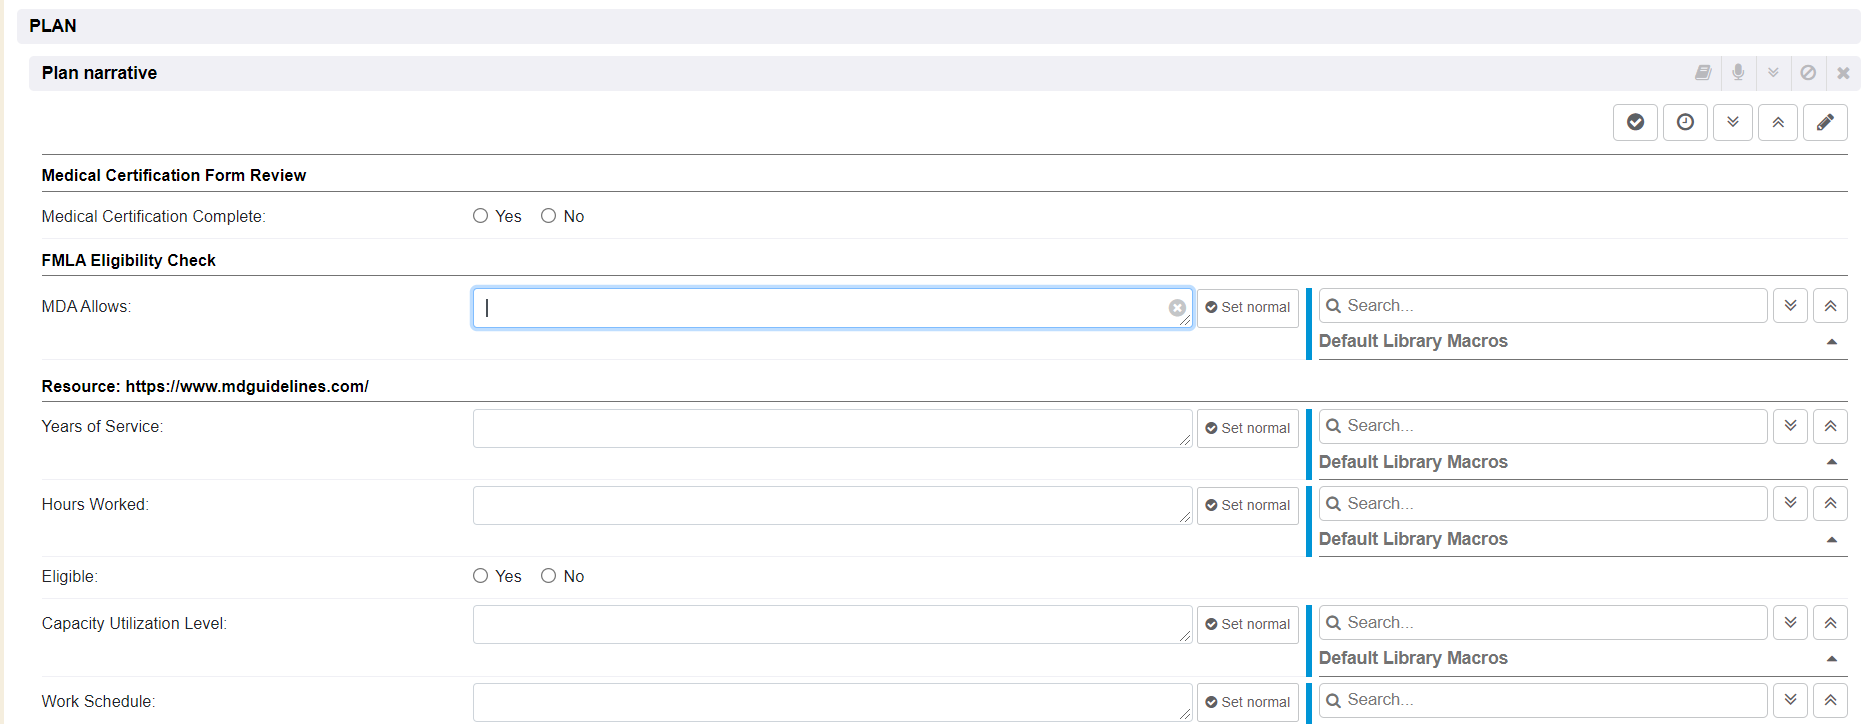 PLAN
Plan narrative
Medical Certification Form Review
Medical Certification Complete: Yes No
FMLA Eligibility Check
MDA Allows: Set normal Search...
Default Library Macros
Resource: https://www.mdguidelines.com/
Years of Service: Set normal Search...
Default Library Macros
Hours Worked: Set normal Search...
Default Library Macros
Eligible: Yes No
Capacity Utilization Level: Set normal Search...
Default Library Macros
Work Schedule: Set normal Search...